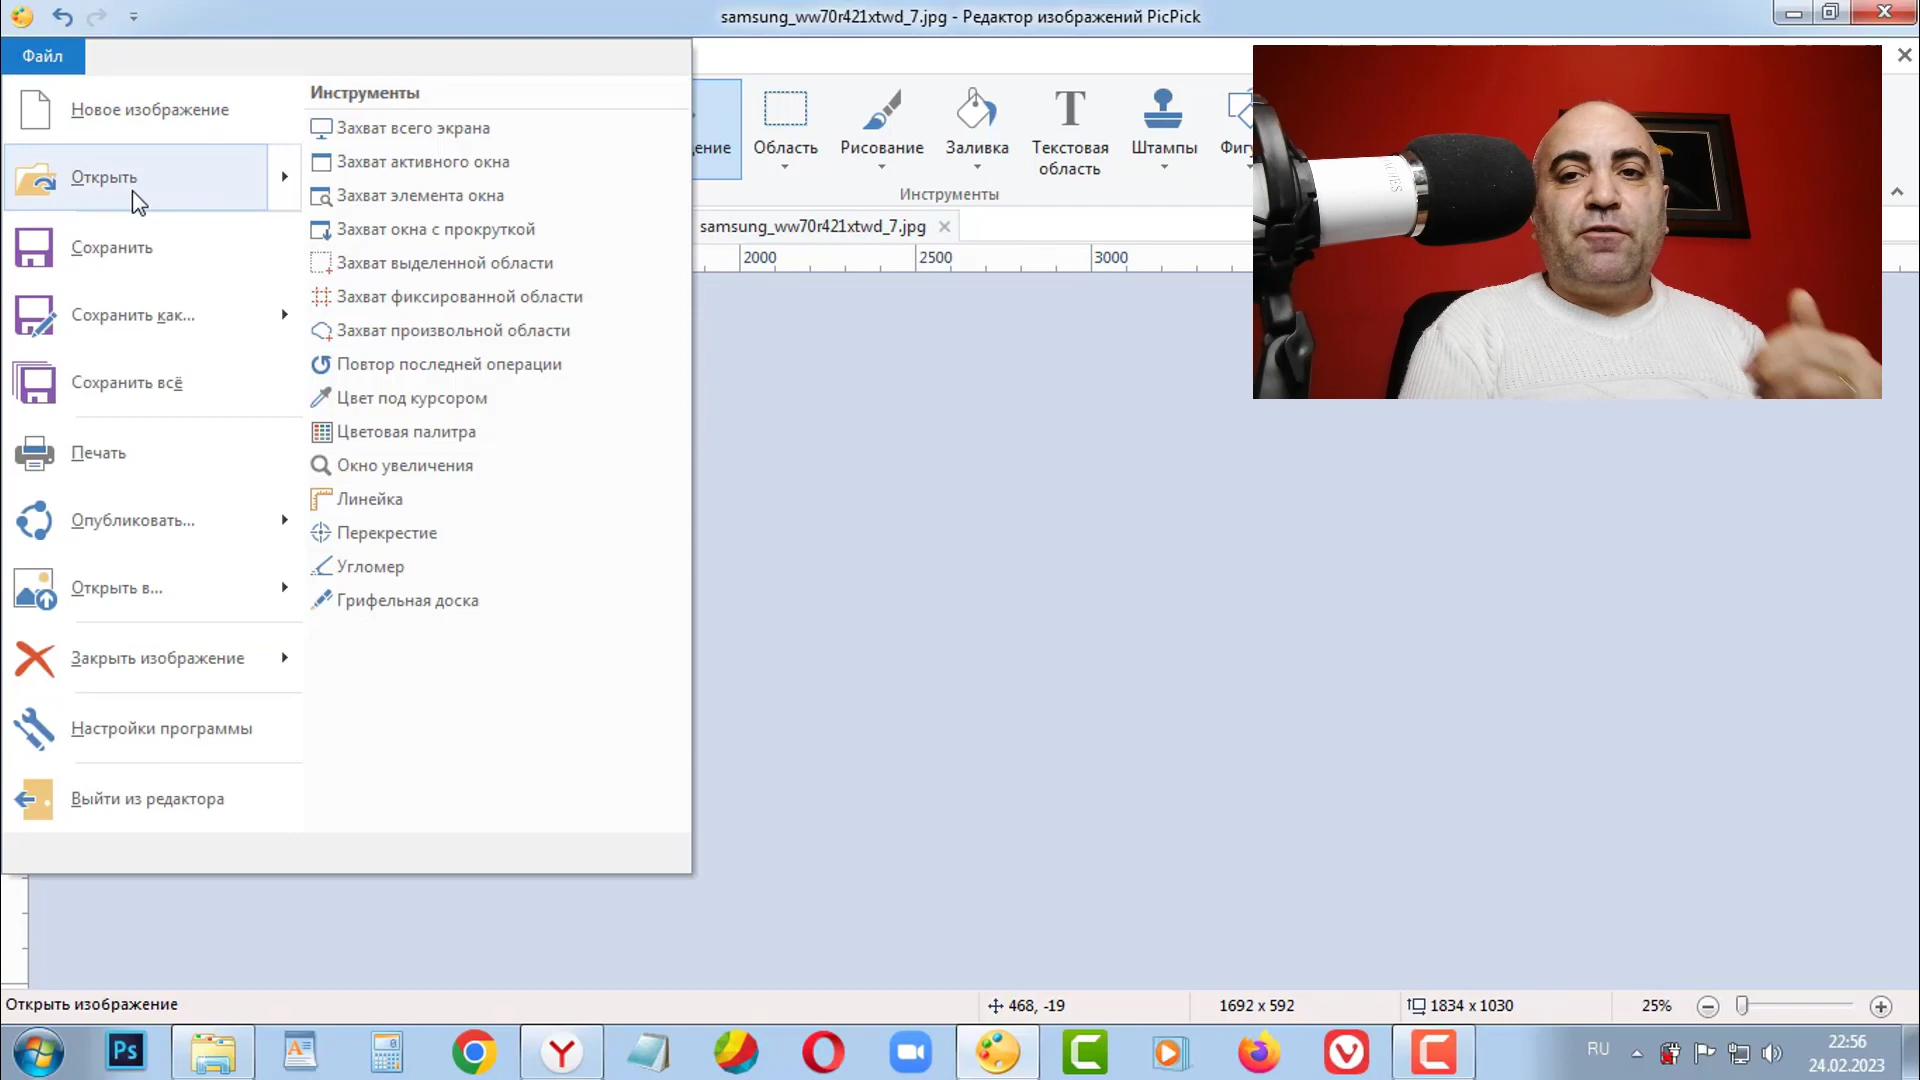 samsung_ww70r421xtwd_7.jpg - Редактор изображений PicPick
Файл
Новое изображение
Открыть
Сохранить
Сохранить как...
Сохранить всё
Печать
Опубликовать...
Открыть в...
Закрыть изображение
Настройки программы
Выйти из редактора
Инструменты
Захват всего экрана
Захват активного окна
Захват элемента окна
Захват окна с прокруткой
Захват выделенной области
Захват фиксированной области
Захват произвольной области
Повтор последней операции
Цвет под курсором
Цветовая палитра
Окно увеличения
Линейка
Перекрестие
Угломер
Грифельная доска
ение
Область
Рисование
Заливка
Текстовая
область
Штампы
Фиг
Инструменты
samsung_ww70r421xtwd_7.jpg
2000 2500 3000
Открыть изображение
468, -19
1692 x 592
1834 x 1030
25%
Ps
RU
22:56
24.02.2023